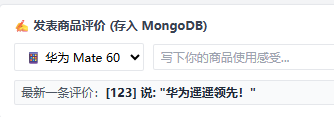 ✍️ 发表商品评价 (存入 MongoDB)
📱 华为 Mate 60 写下你的商品使用感受...
最新一条评价: [123] 说: "华为遥遥领先！"